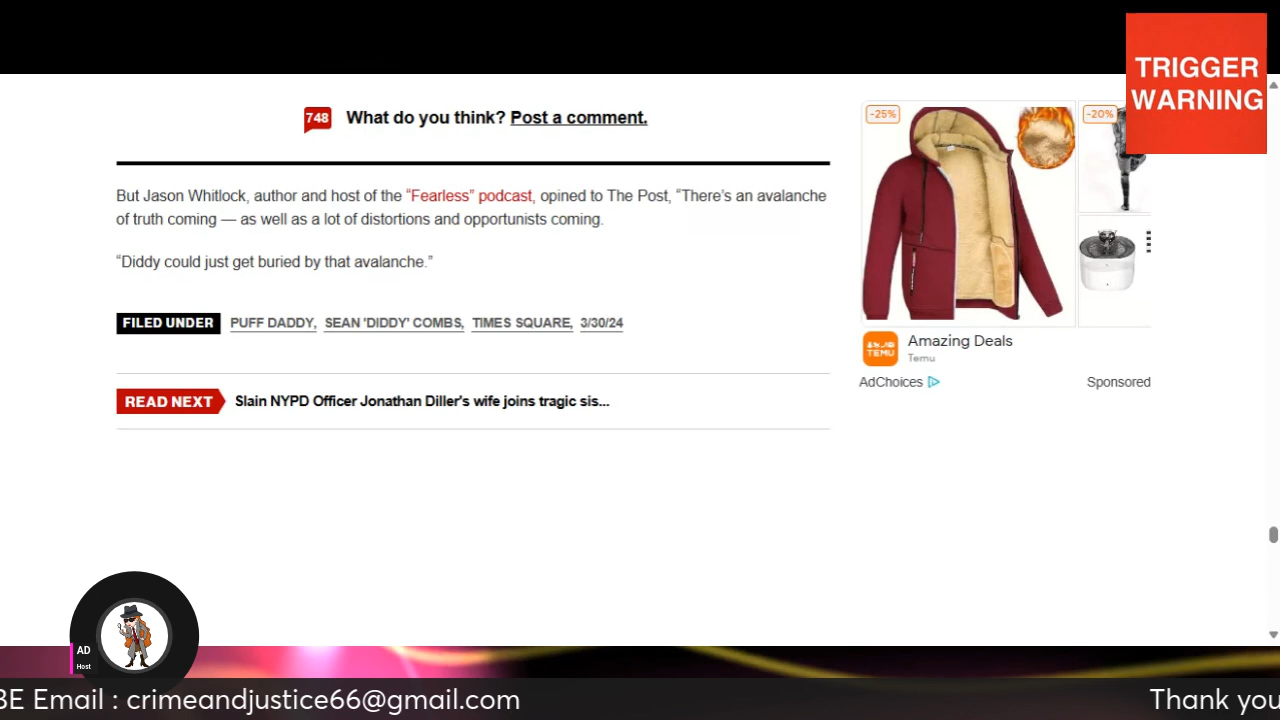 TRIGGER
WARNING
748 What do you think? Post a comment.
But Jason Whitlock, author and host of the “Fearless” podcast, opined to The Post, “There’s an avalanche
of truth coming — as well as a lot of distortions and opportunists coming.
“Diddy could just get buried by that avalanche.”
FILED UNDER PUFF DADDY, SEAN 'DIDDY' COMBS, TIMES SQUARE, 3/30/24
READ NEXT Slain NYPD Officer Jonathan Diller's wife joins tragic sis...
-25%
-20%
TEMU
Amazing Deals
Temu
AdChoices
Sponsored
AD
Host
BE Email : crimeandjustice66@gmail.com
Thank you